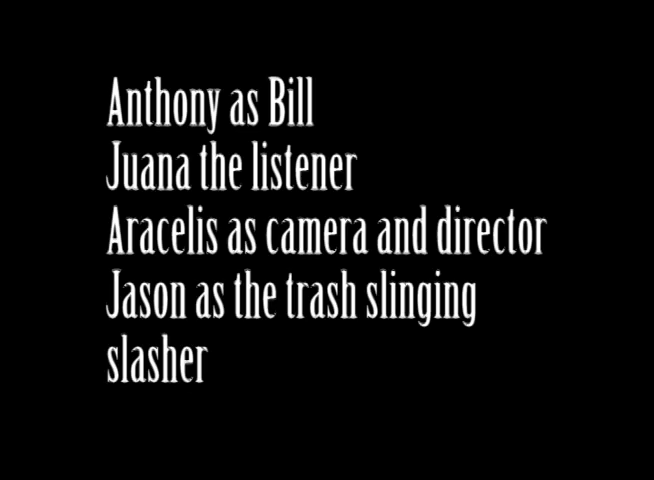 Anthony as Bill
Juana the listener
Aracelis as camera and director
Jason as the trash slinging
slasher